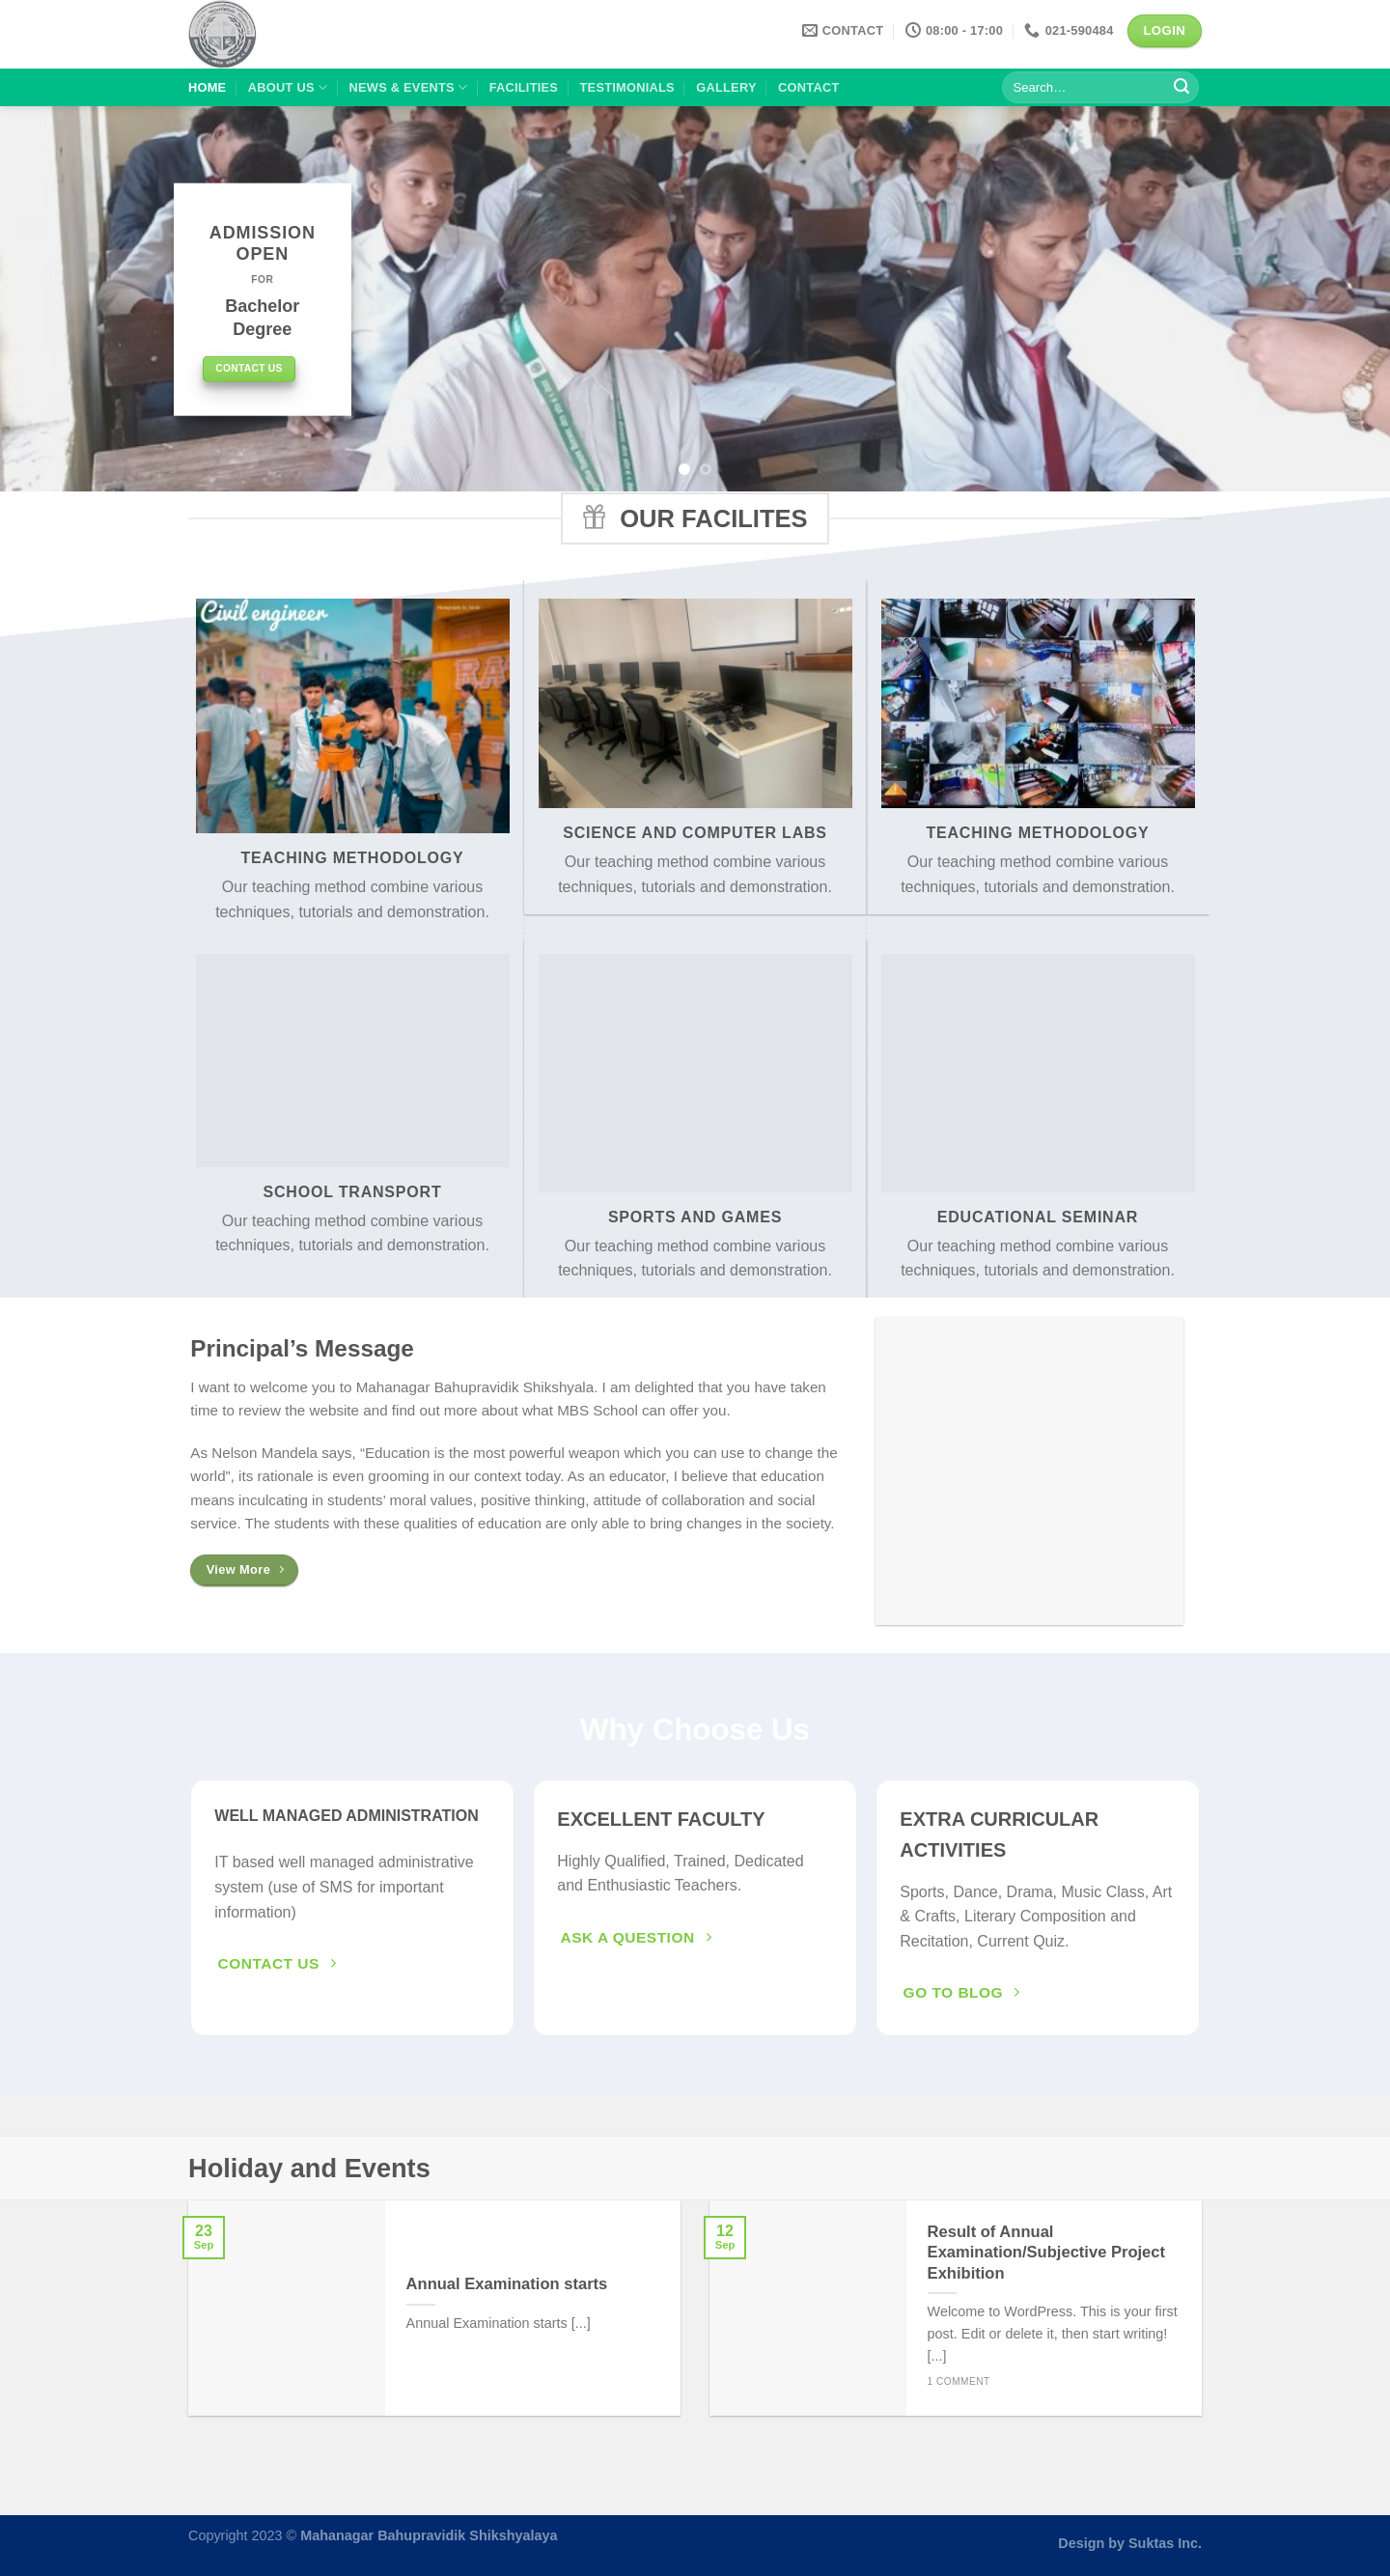 CONTACT
08:00 - 17:00
021-590484
LOGIN
HOME
ABOUT US
NEWS & EVENTS
FACILITIES
TESTIMONIALS
GALLERY
CONTACT
Search…
ADMISSION
OPEN
FOR
Bachelor
Degree
CONTACT US
OUR FACILITES
Civil engineer
TEACHING METHODOLOGY
Our teaching method combine various
techniques, tutorials and demonstration.
SCIENCE AND COMPUTER LABS
Our teaching method combine various
techniques, tutorials and demonstration.
TEACHING METHODOLOGY
Our teaching method combine various
techniques, tutorials and demonstration.
SCHOOL TRANSPORT
Our teaching method combine various
techniques, tutorials and demonstration.
SPORTS AND GAMES
Our teaching method combine various
techniques, tutorials and demonstration.
EDUCATIONAL SEMINAR
Our teaching method combine various
techniques, tutorials and demonstration.
Principal’s Message
I want to welcome you to Mahanagar Bahupravidik Shikshyala. I am delighted that you have taken
time to review the website and find out more about what MBS School can offer you.
As Nelson Mandela says, “Education is the most powerful weapon which you can use to change the
world”, its rationale is even grooming in our context today. As an educator, I believe that education
means inculcating in students’ moral values, positive thinking, attitude of collaboration and social
service. The students with these qualities of education are only able to bring changes in the society.
View More
Why Choose Us
WELL MANAGED ADMINISTRATION
IT based well managed administrative
system (use of SMS for important
information)
CONTACT US
EXCELLENT FACULTY
Highly Qualified, Trained, Dedicated
and Enthusiastic Teachers.
ASK A QUESTION
EXTRA CURRICULAR
ACTIVITIES
Sports, Dance, Drama, Music Class, Art
& Crafts, Literary Composition and
Recitation, Current Quiz.
GO TO BLOG
Holiday and Events
23
Sep
Annual Examination starts
Annual Examination starts [...]
12
Sep
Result of Annual
Examination/Subjective Project
Exhibition
Welcome to WordPress. This is your first
post. Edit or delete it, then start writing!
[...]
1 COMMENT
Copyright 2023 © Mahanagar Bahupravidik Shikshyalaya
Design by Suktas Inc.